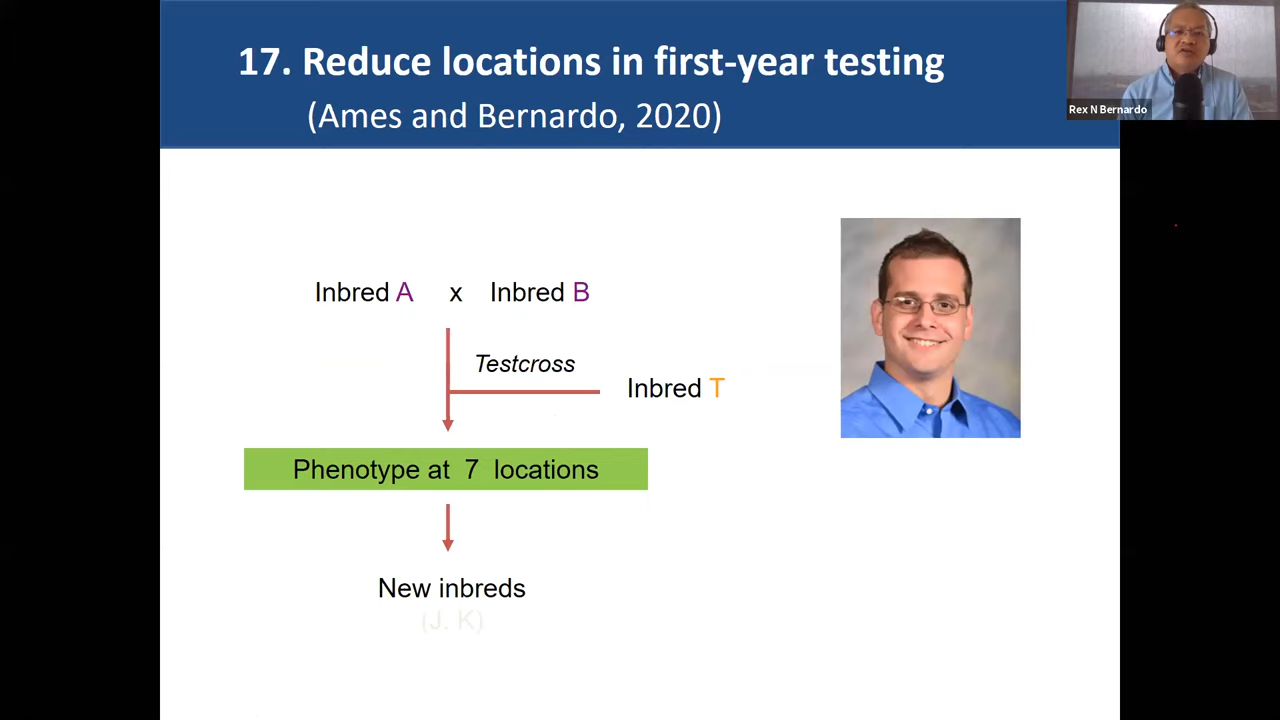 17. Reduce locations in first-year testing
(Ames and Bernardo, 2020)
Rex N Bernardo
Inbred A x Inbred B
Testcross
Inbred T
Phenotype at 7 locations
New inbreds
(J. K)